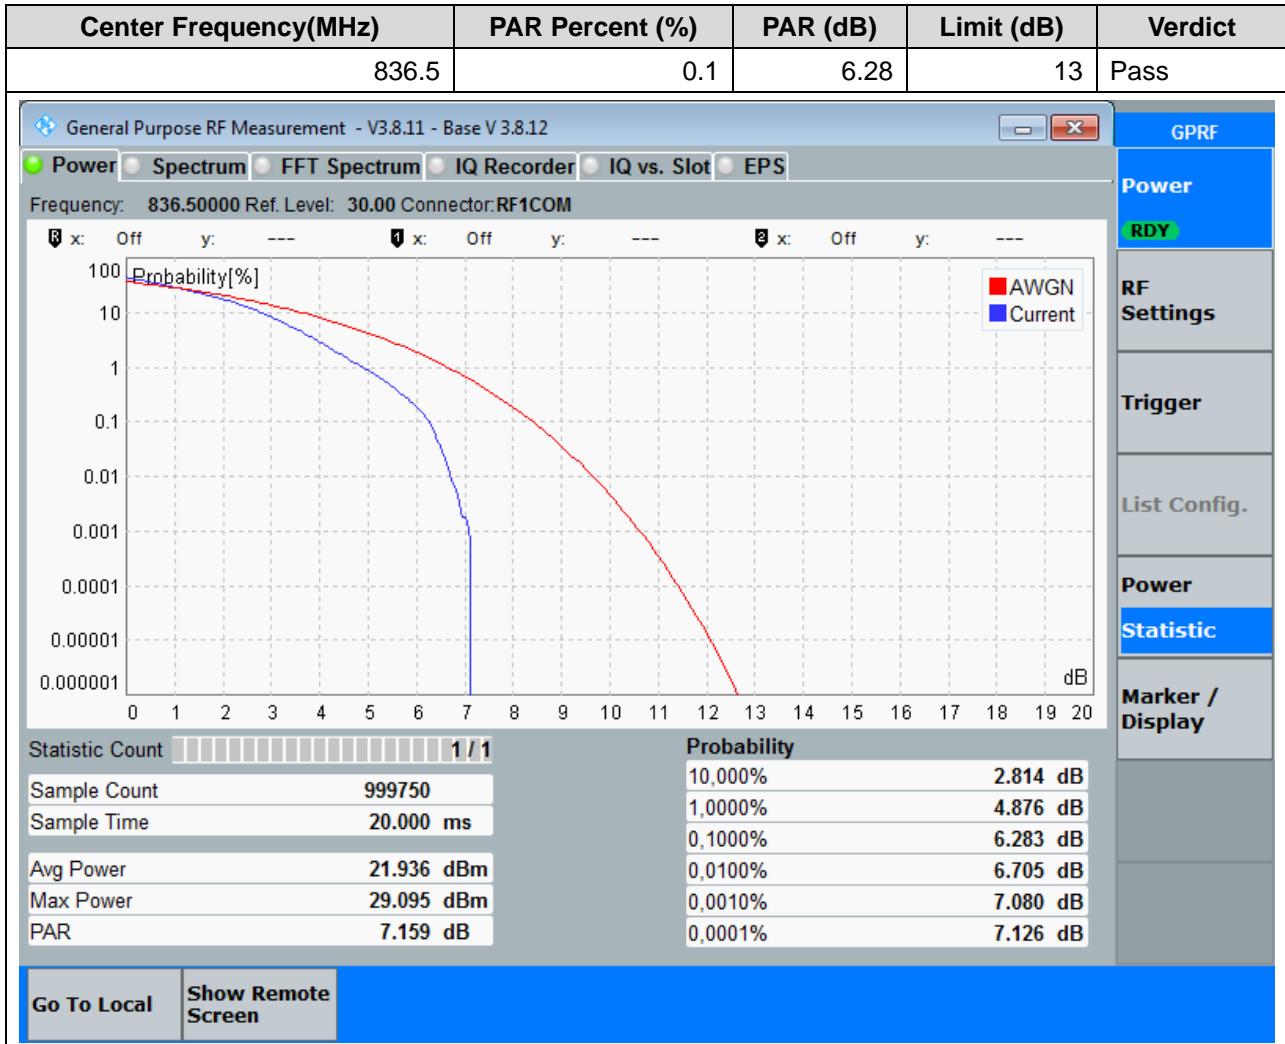 Center Frequency(MHz) PAR Percent (%) PAR (dB) Limit (dB) Verdict
836.5 0.1 6.28 13 Pass
General Purpose RF Measurement - V3.8.11 - Base V 3.8.12
GPRF
Power Spectrum FFT Spectrum IQ Recorder IQ vs. Slot EPS
Frequency: 836.50000 Ref. Level: 30.00 Connector:RF1COM
R x: Off y: --- 1 x: Off y: --- 2 x: Off y: ---
Probability[%]
100
10
1
0.1
0.01
0.001
0.0001
0.00001
0.000001
AWGN
Current
dB
0 1 2 3 4 5 6 7 8 9 10 11 12 13 14 15 16 17 18 19 20
Statistic Count 1 / 1
Sample Count 999750
Sample Time 20.000 ms
Avg Power 21.936 dBm
Max Power 29.095 dBm
PAR 7.159 dB
Probability
10,000% 2.814 dB
1,0000% 4.876 dB
0,1000% 6.283 dB
0,0100% 6.705 dB
0,0010% 7.080 dB
0,0001% 7.126 dB
Power
RDY
RF
Settings
Trigger
List Config.
Power
Statistic
Marker /
Display
Go To Local
Show Remote
Screen